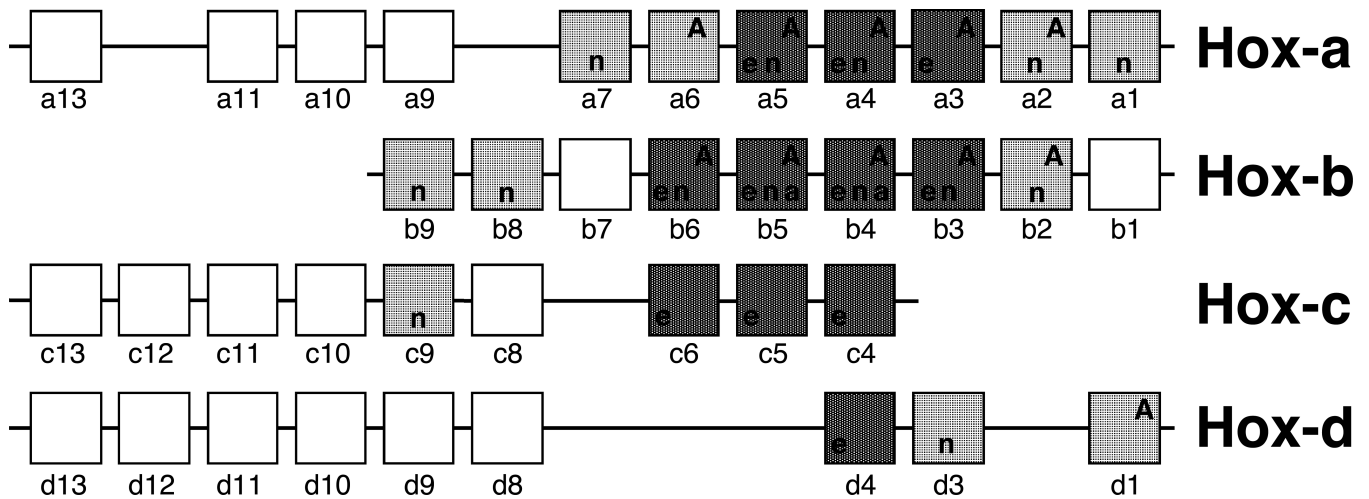 A A A A A
n e n e n e n n Hox-a
a13 a11 a10 a9 a7 a6 a5 a4 a3 a2 a1
A A A A A
n n e n e n a e n a e n n Hox-b
b9 b8 b7 b6 b5 b4 b3 b2 b1
n e e e Hox-c
c13 c12 c11 c10 c9 c8 c6 c5 c4
A
e n Hox-d
d13 d12 d11 d10 d9 d8 d4 d3 d1